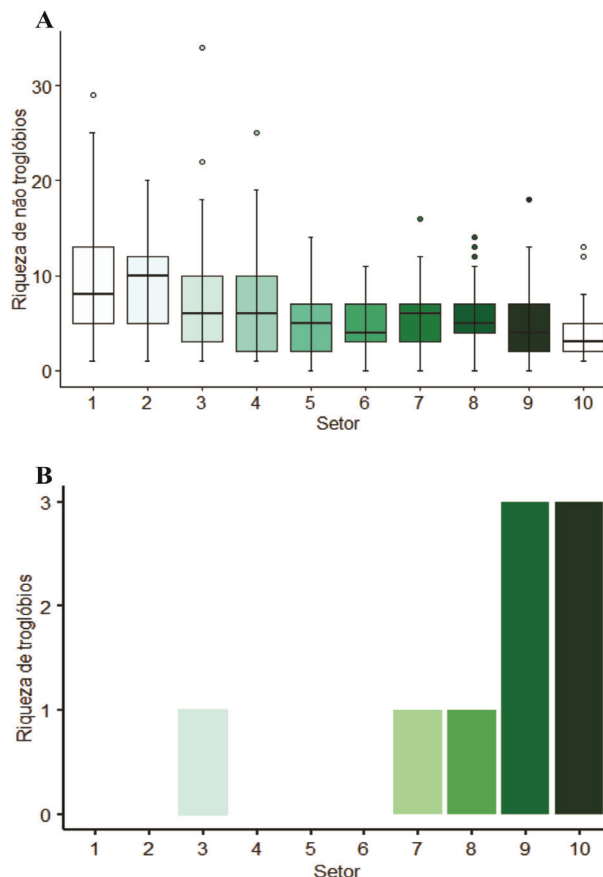 A
Riqueza de não troglóbios
30
20
10
0
1 2 3 4 5 6 7 8 9 10
Setor
B
Riqueza de troglóbios
3
2
1
0
1 2 3 4 5 6 7 8 9 10
Setor